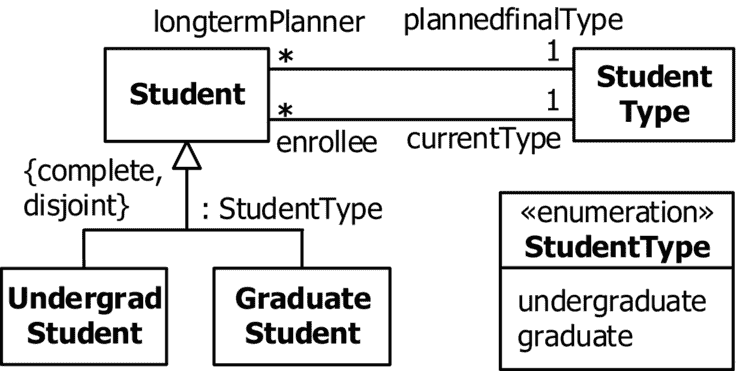 longtermPlanner
plannedfinalType
*
1
Student
Student
Type
*
1
enrollee
currentType
{complete,
disjoint}
: StudentType
«enumeration»
StudentType
Undergrad
Student
Graduate
Student
undergraduate
graduate